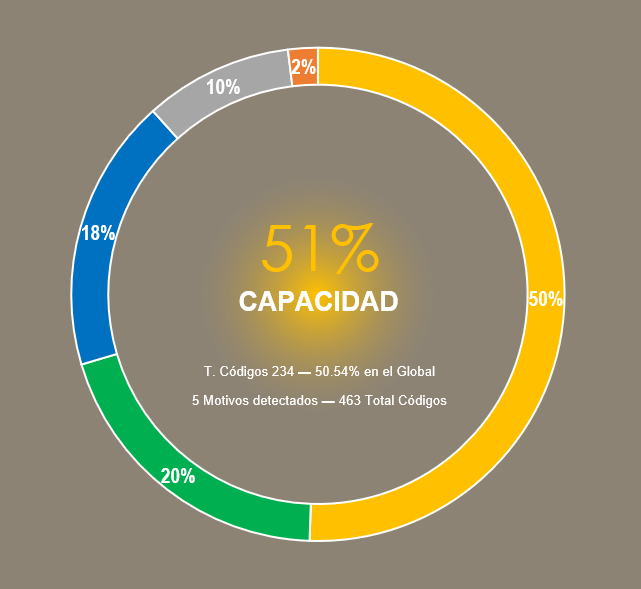 2%
10%
18%
51%
CAPACIDAD
50%
T. Códigos 234 — 50.54% en el Global
5 Motivos detectados — 463 Total Códigos
20%